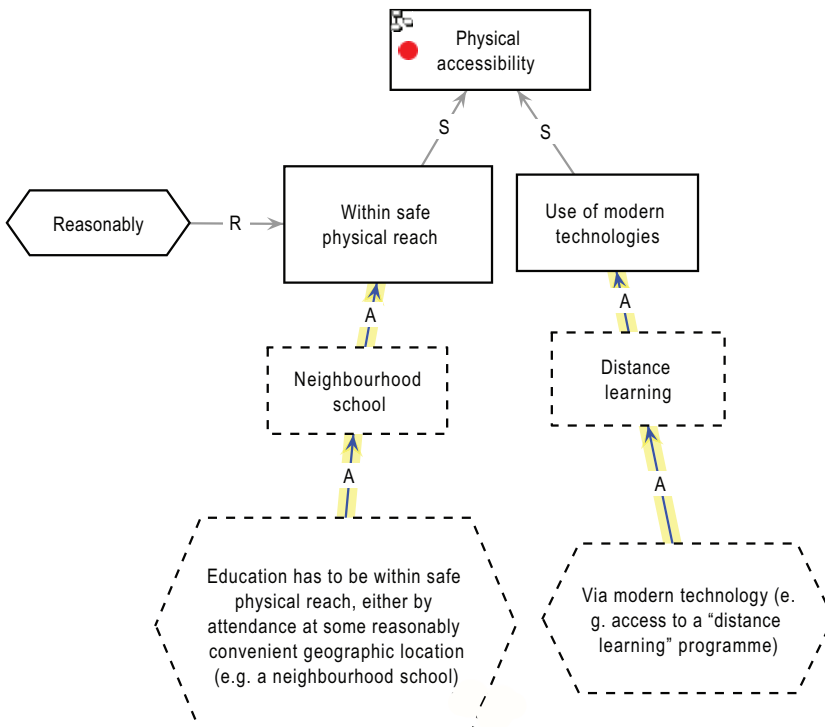 Physical
accessibility
S
S
Reasonably
R
Within safe
physical reach
Use of modern
technologies
A
A
Neighbourhood
school
Distance
learning
A
A
Education has to be within safe
physical reach, either by
attendance at some reasonably
convenient geographic location
(e.g. a neighbourhood school)
Via modern technology (e.
g. access to a “distance
learning” programme)